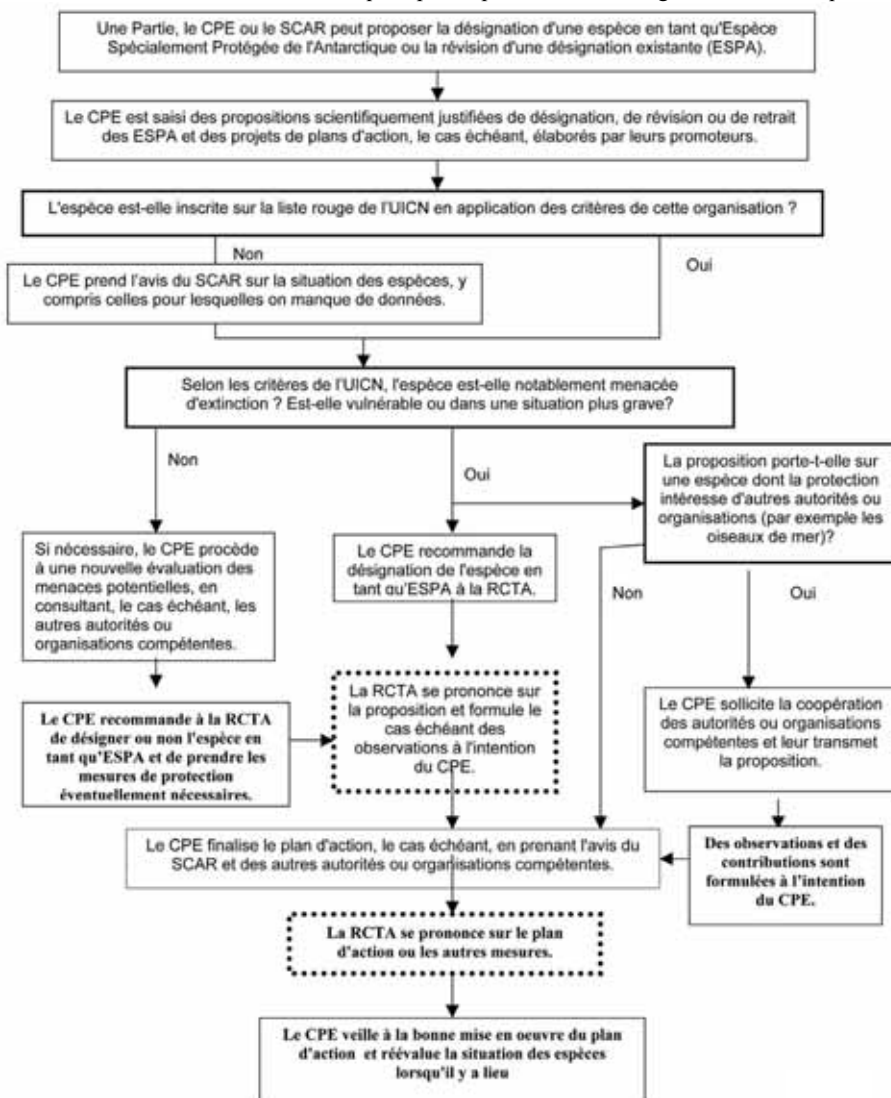 Une Partie, le CPE ou le SCAR peut proposer la désignation d'une espèce en tant qu'Espèce
Spécialement Protégée de l'Antarctique ou la révision d'une désignation existante (ESPA).
Le CPE est saisi des propositions scientifiquement justifiées de désignation, de révision ou de retrait
des ESPA et des projets de plans d'action, le cas échéant, élaborés par leurs promoteurs.
L'espèce est-elle inscrite sur la liste rouge de l'UICN en application des critères de cette organisation ?
Non
Oui
Le CPE prend l'avis du SCAR sur la situation des espèces, y
compris celles pour lesquelles on manque de données.
Selon les critères de l'UICN, l'espèce est-elle notablement menacée
d'extinction ? Est-elle vulnérable ou dans une situation plus grave?
Non
Oui
La proposition porte-t-elle sur
une espèce dont la protection
intéresse d'autres autorités ou
organisations (par exemple les
oiseaux de mer)?
Si nécessaire, le CPE procède
à une nouvelle évaluation des
menaces potentielles, en
consultant, le cas échéant, les
autres autorités ou
organisations compétentes.
Le CPE recommande la
désignation de l'espèce en
tant qu'ESPA à la RCTA.
Non
Oui
Le CPE recommande à la RCTA
de désigner ou non l'espèce en
tant qu'ESPA et de prendre les
mesures de protection
éventuellement nécessaires.
La RCTA se prononce sur
la proposition et formule le
cas échéant des
observations à l'intention
du CPE.
Le CPE sollicite la coopération
des autorités ou organisations
compétentes et leur transmet
la proposition.
Le CPE finalise le plan d'action, le cas échéant, en prenant l'avis du
SCAR et des autres autorités ou organisations compétentes.
Des observations et des
contributions sont
formulées à l'intention
du CPE.
La RCTA se prononce sur le plan
d'action ou les autres mesures.
Le CPE veille à la bonne mise en oeuvre du plan
d'action et réévalue la situation des espèces
lorsqu'il y a lieu